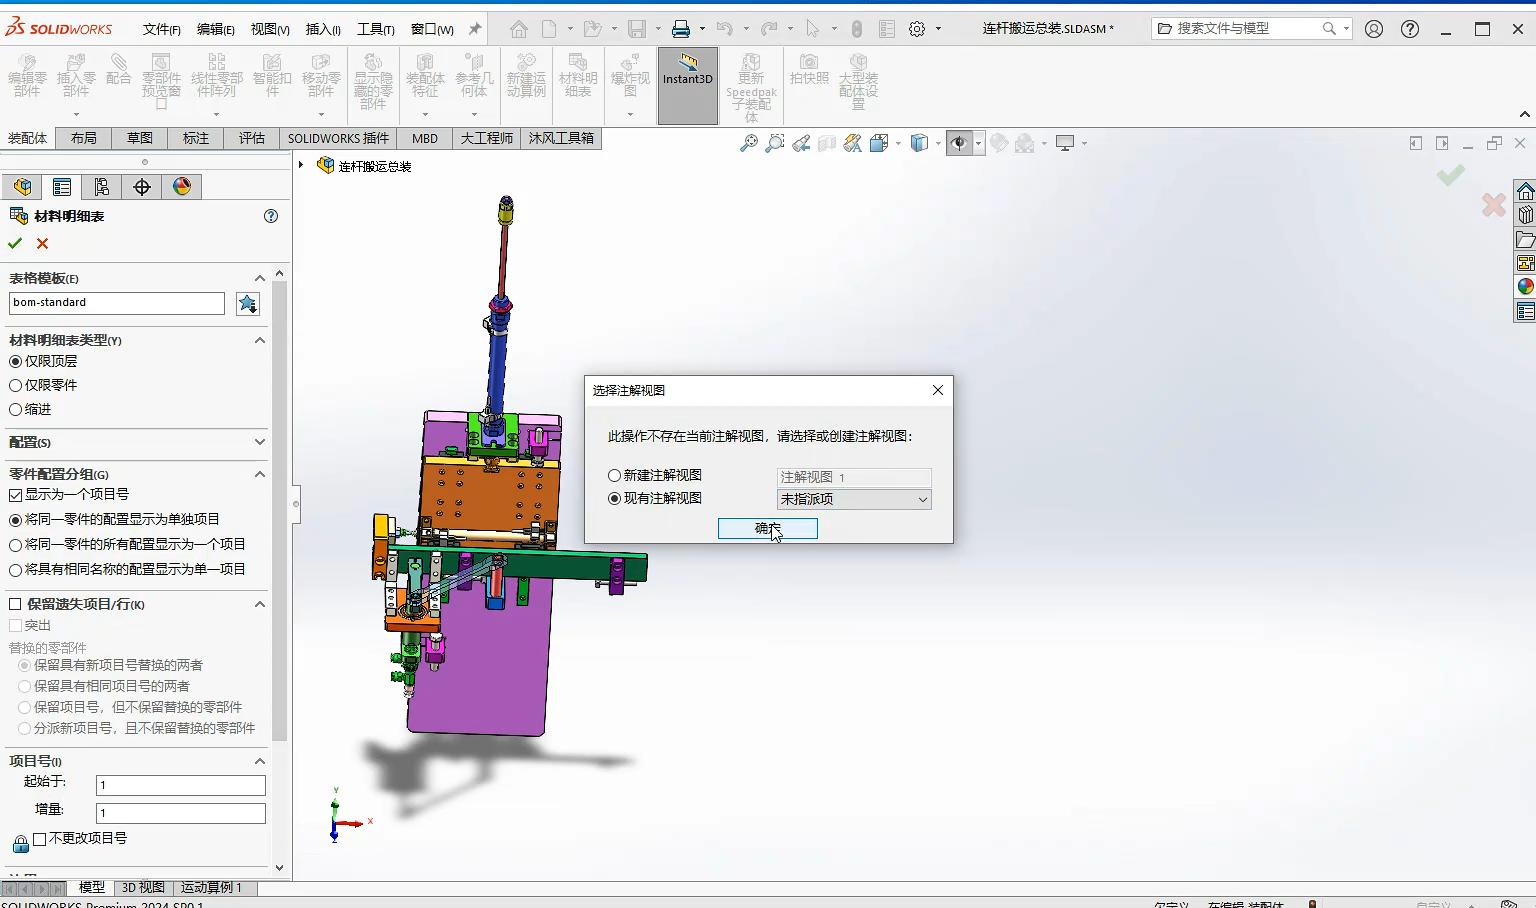 SOLIDWORKS
文件(F)
编辑(E)
视图(V)
插入(I)
工具(T)
窗口(W)
连杆搬运总装.SLDASM *
搜索文件与模型
编辑零部件
插入零部件
配合
零部件预览窗口
线性零部件阵列
智能扣件
移动零部件
显示隐藏的零部件
装配体特征
参考几何体
新建运动算例
材料明细表
爆炸视图
Instant3D
更新Speedpak子装配体
拍快照
大型装配体设置
装配体
布局
草图
标注
评估
SOLIDWORKS 插件
MBD
大工程师
沐风工具箱
连杆搬运总装
材料明细表
表格模板(E)
bom-standard
材料明细表类型(Y)
仅限顶层
仅限零件
缩进
配置(S)
零件配置分组(G)
显示为一个项目号
将同一零件的配置显示为单独项目
将同一零件的所有配置显示为一个项目
将具有相同名称的配置显示为单一项目
保留遗失项目/行(K)
突出
替换的零部件
保留具有新项目号替换的两者
保留具有相同项目号的两者
保留项目号，但不保留替换的零部件
分派新项目号，且不保留替换的零部件
项目号(I)
起始于:
1
增量:
1
不更改项目号
选择注解视图
此操作不存在当前注解视图，请选择或创建注解视图：
新建注解视图
注解视图 1
现有注解视图
未指派项
确定
Y
X
Z
模型
3D 视图
运动算例 1
SOLIDWORKS Premium 2024 SP0.1
欠定义
在编辑 装配体
自定义